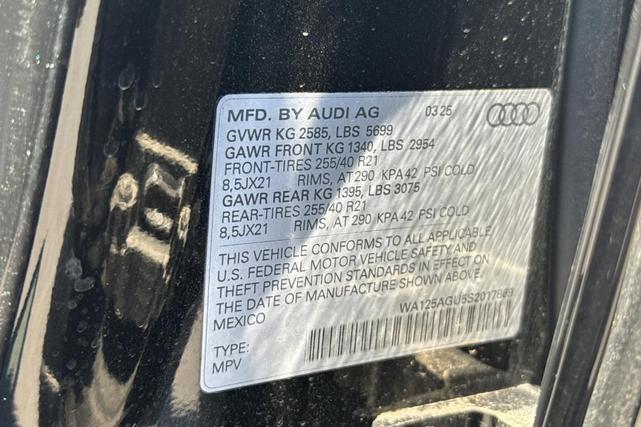 MFD. BY AUDI AG 03 25
GVWR KG 2585, LBS 5699
GAWR FRONT KG 1340, LBS 2954
FRONT-TIRES 255/40 R21
8,5JX21 RIMS, AT 290 KPA 42 PSI COLD
GAWR REAR KG 1395, LBS 3075
REAR-TIRES 255/40 R21
8,5JX21 RIMS, AT 290 KPA 42 PSI COLD
THIS VEHICLE CONFORMS TO ALL APPLICABLE
U.S. FEDERAL MOTOR VEHICLE SAFETY AND
THEFT PREVENTION STANDARDS IN EFFECT ON
THE DATE OF MANUFACTURE SHOWN ABOVE.
MEXICO
WA125AGU5S2017869
TYPE:
MPV